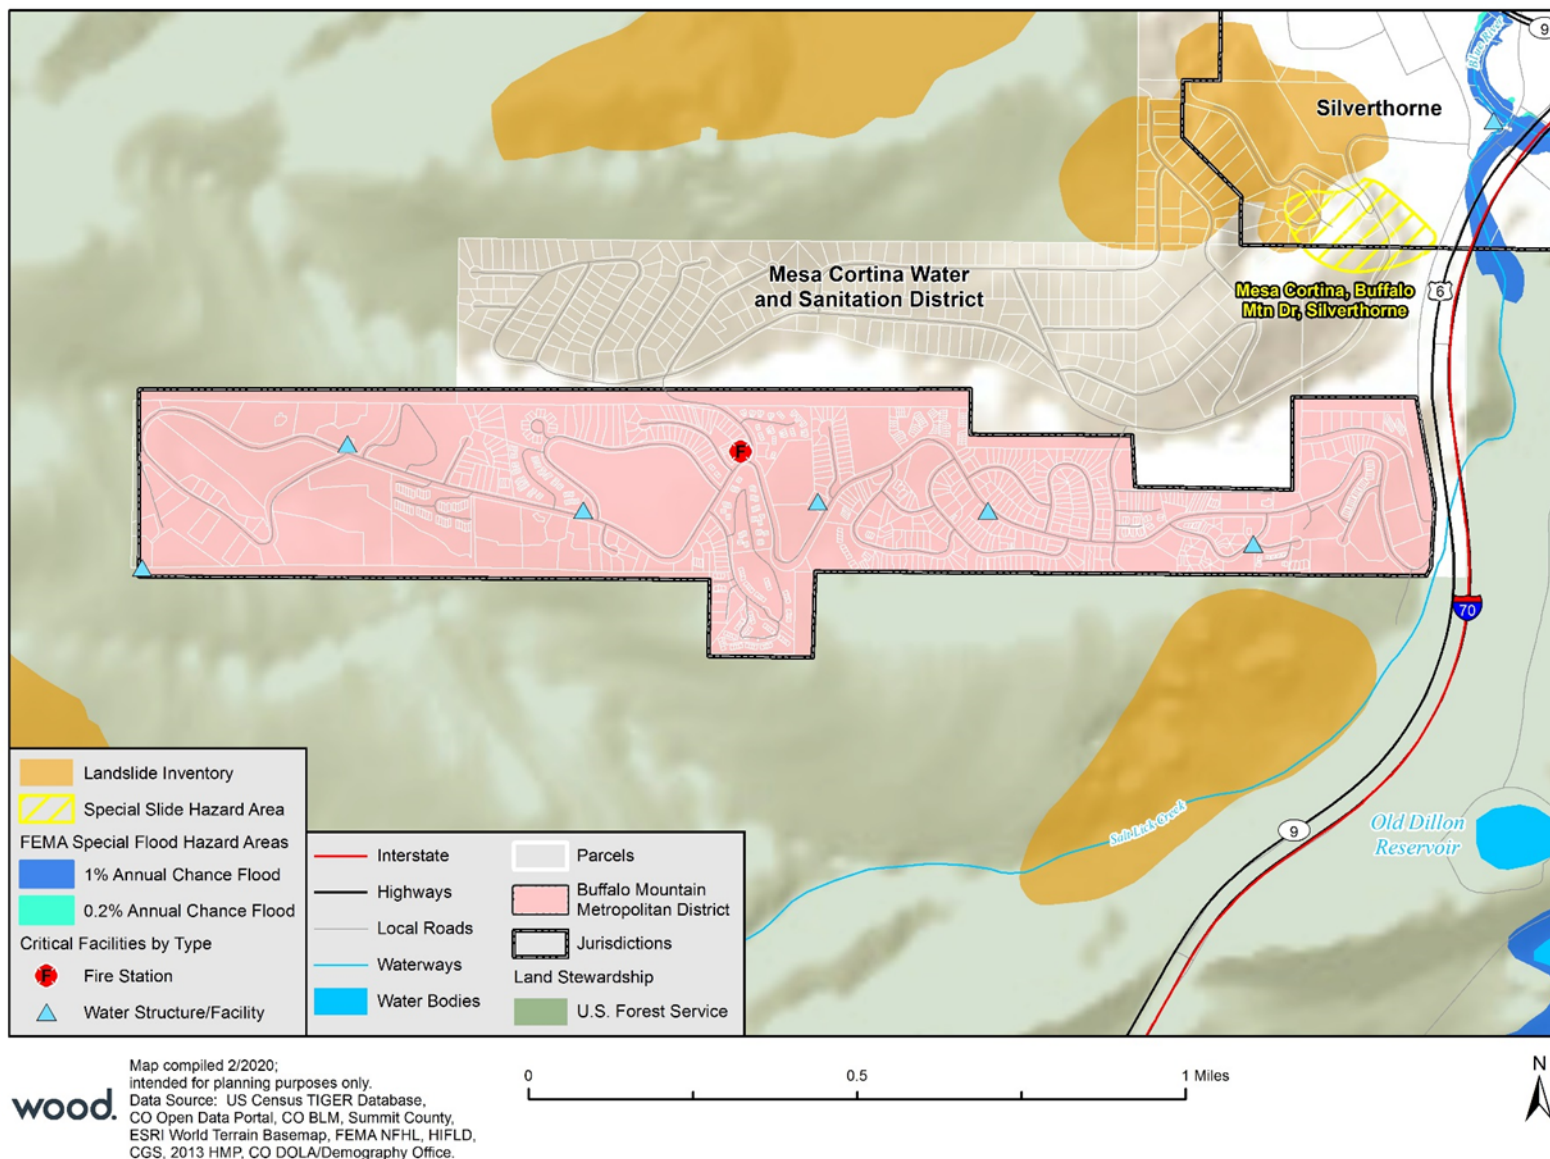 9
Blue River
Silverthorne
Mesa Cortina Water
and Sanitation District
Mesa Cortina, Buffalo
Mtn Dr, Silverthorne
6
F
70
9
Salt Lick Creek
Old Dillon
Reservoir
Landslide Inventory
Special Slide Hazard Area
FEMA Special Flood Hazard Areas
1% Annual Chance Flood
0.2% Annual Chance Flood
Critical Facilities by Type
F Fire Station
Water Structure/Facility
Interstate
Highways
Local Roads
Waterways
Water Bodies
Parcels
Buffalo Mountain
Metropolitan District
Jurisdictions
Land Stewardship
U.S. Forest Service
wood.
Map compiled 2/2020;
intended for planning purposes only.
Data Source: US Census TIGER Database,
CO Open Data Portal, CO BLM, Summit County,
ESRI World Terrain Basemap, FEMA NFHL, HIFLD,
CGS, 2013 HMP, CO DOLA/Demography Office.
0 0.5 1 Miles
N